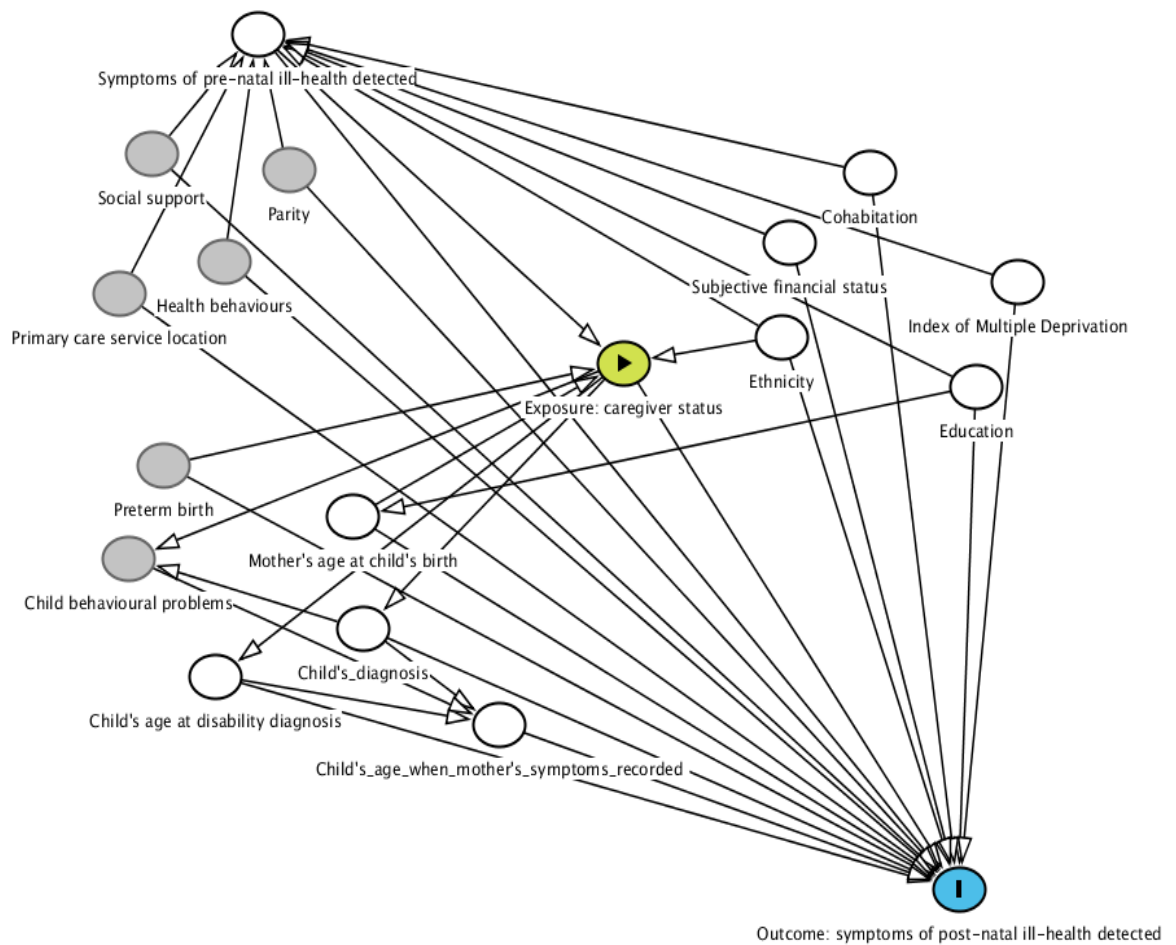 Symptoms of pre-natal ill-health detected
Social support
Parity
Cohabitation
Subjective financial status
Health behaviours
Index of Multiple Deprivation
Primary care service location
Ethnicity
Exposure: caregiver status
Education
Preterm birth
Mother's age at child's birth
Child behavioural problems
Child's_diagnosis
Child's age at disability diagnosis
Child's_age_when_mother's_symptoms_recorded
I
Outcome: symptoms of post-natal ill-health detected